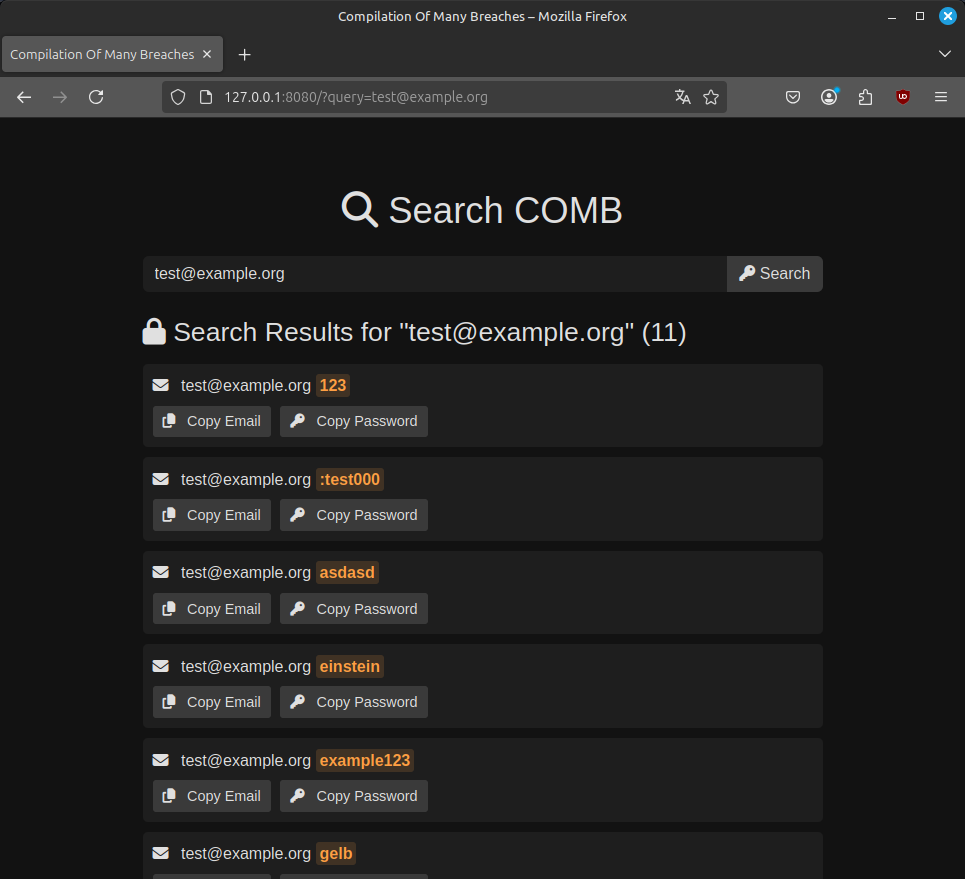 Compilation Of Many Breaches – Mozilla Firefox
Compilation Of Many Breaches
127.0.0.1:8080/?query=test@example.org
Search COMB
test@example.org Search
Search Results for "test@example.org" (11)
test@example.org 123
Copy Email Copy Password
test@example.org :test000
Copy Email Copy Password
test@example.org asdasd
Copy Email Copy Password
test@example.org einstein
Copy Email Copy Password
test@example.org example123
Copy Email Copy Password
test@example.org gelb